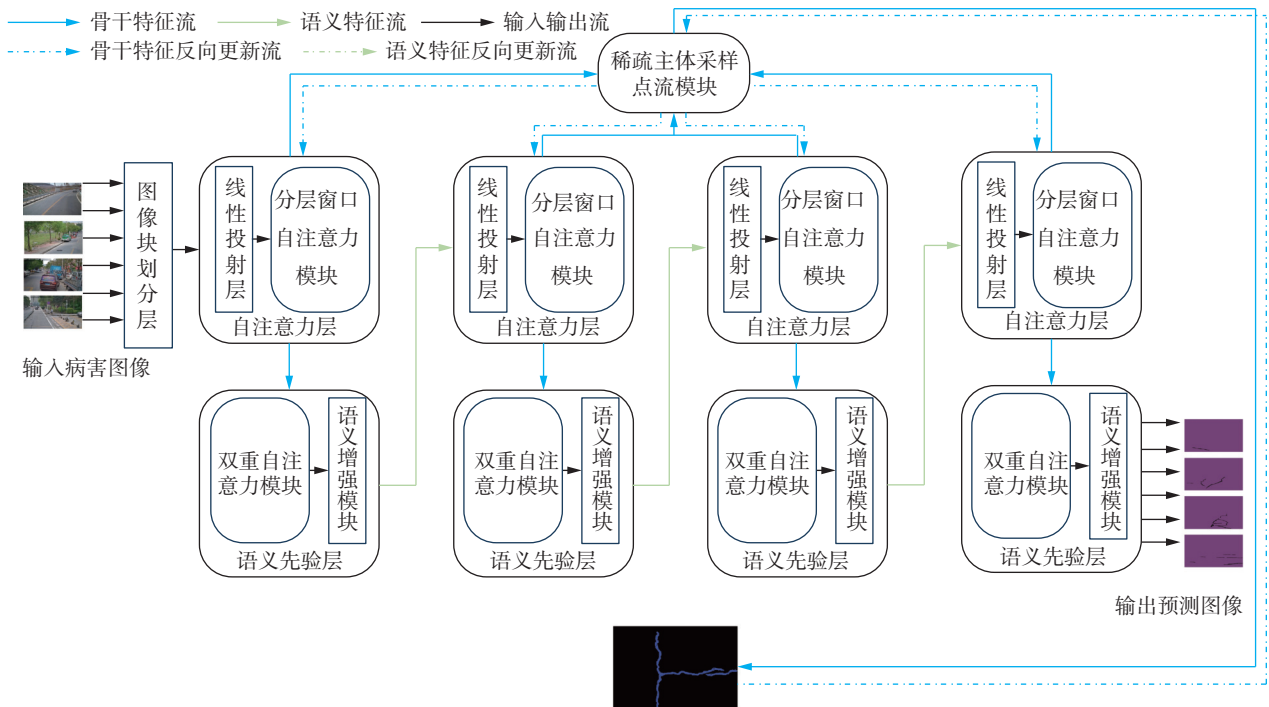 骨干特征流
语义特征流
输入输出流
骨干特征反向更新流
语义特征反向更新流
稀疏主体采样
点流模块
图像块划分层
输入病害图像
线性投射层
分层窗口
自注意力
模块
自注意力层
线性投射层
分层窗口
自注意力
模块
自注意力层
线性投射层
分层窗口
自注意力
模块
自注意力层
线性投射层
分层窗口
自注意力
模块
自注意力层
双重自注
意力模块
语义增强模块
语义先验层
双重自注
意力模块
语义增强模块
语义先验层
双重自注
意力模块
语义增强模块
语义先验层
双重自注
意力模块
语义增强模块
语义先验层
输出预测图像